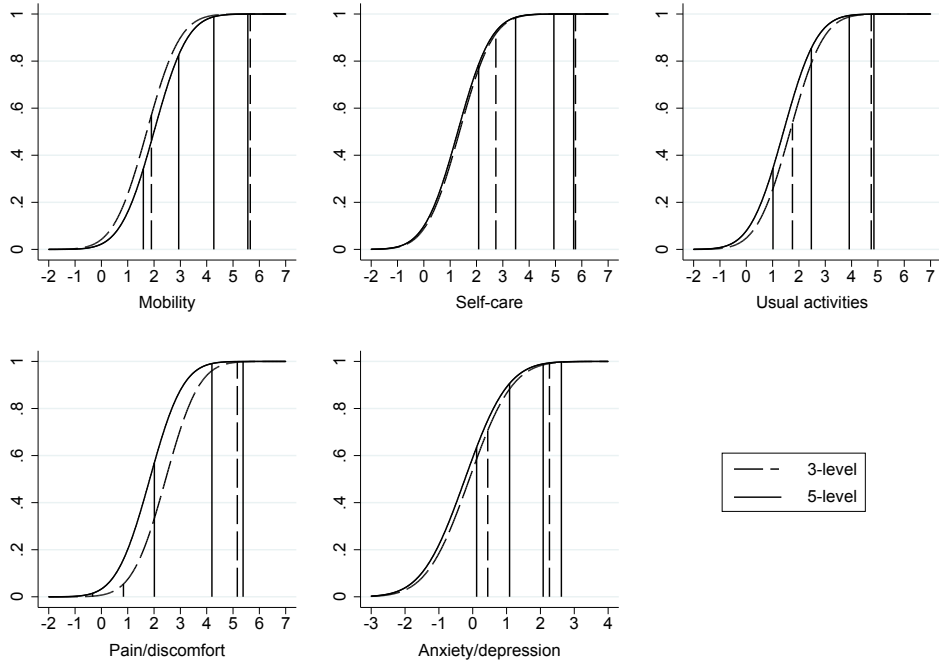 1
.8
.6
.4
.2
0
-2 -1 0 1 2 3 4 5 6 7
Mobility
1
.8
.6
.4
.2
0
-2 -1 0 1 2 3 4 5 6 7
Self-care
1
.8
.6
.4
.2
0
-2 -1 0 1 2 3 4 5 6 7
Usual activities
1
.8
.6
.4
.2
0
-2 -1 0 1 2 3 4 5 6 7
Pain/discomfort
1
.8
.6
.4
.2
0
-3 -2 -1 0 1 2 3 4
Anxiety/depression
3-level
5-level